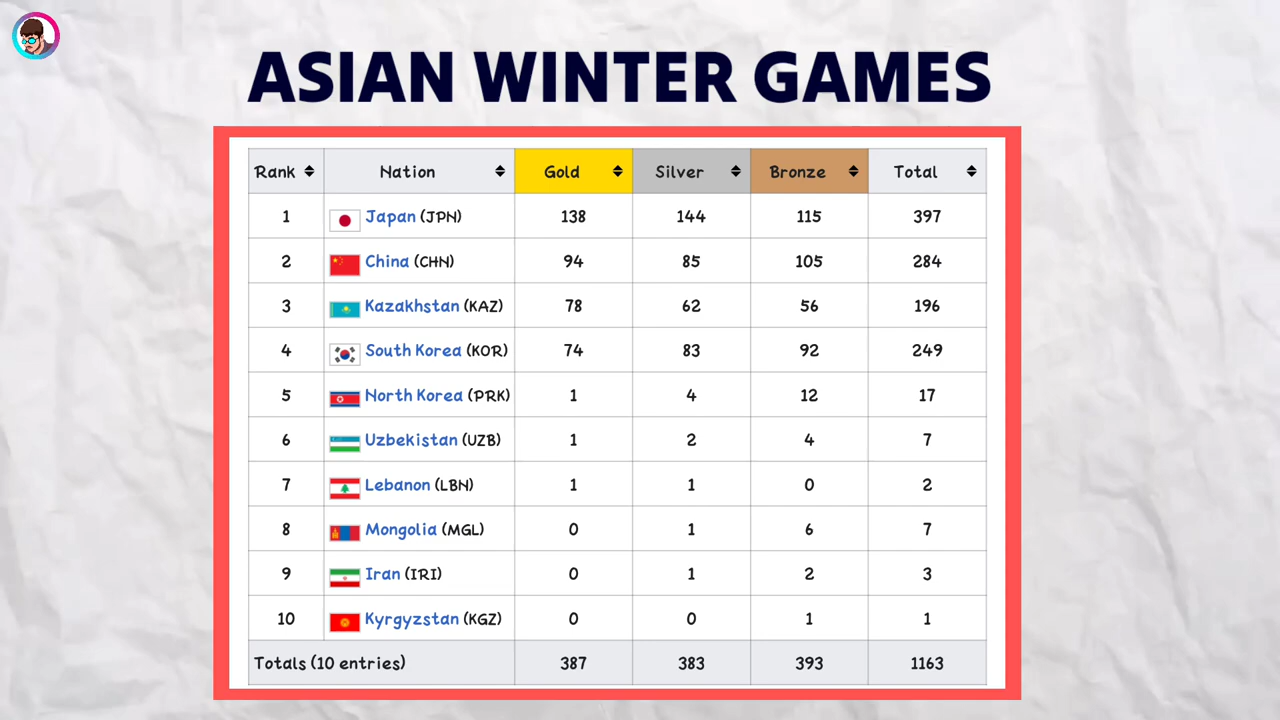 ASIAN WINTER GAMES
Rank Nation Gold Silver Bronze Total
1 Japan (JPN) 138 144 115 397
2 China (CHN) 94 85 105 284
3 Kazakhstan (KAZ) 78 62 56 196
4 South Korea (KOR) 74 83 92 249
5 North Korea (PRK) 1 4 12 17
6 Uzbekistan (UZB) 1 2 4 7
7 Lebanon (LBN) 1 1 0 2
8 Mongolia (MGL) 0 1 6 7
9 Iran (IRI) 0 1 2 3
10 Kyrgyzstan (KGZ) 0 0 1 1
Totals (10 entries) 387 383 393 1163